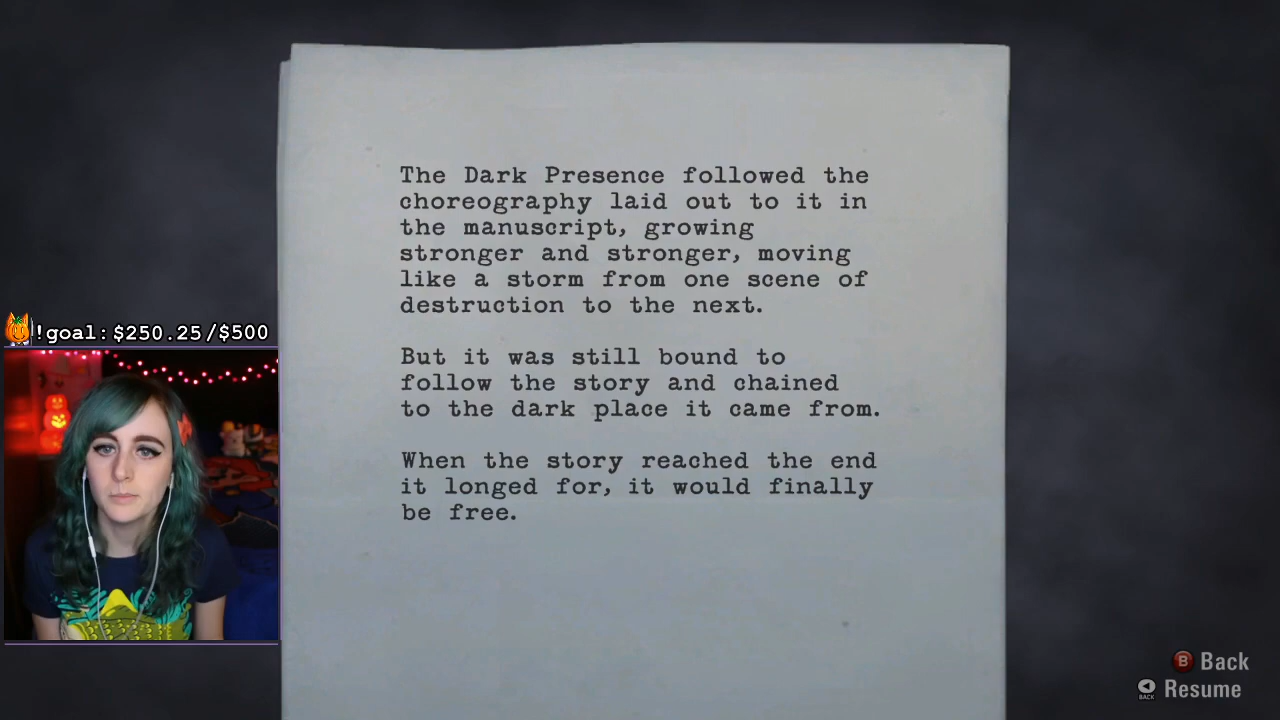 The Dark Presence followed the
choreography laid out to it in
the manuscript, growing
stronger and stronger, moving
like a storm from one scene of
destruction to the next.
But it was still bound to
follow the story and chained
to the dark place it came from.
When the story reached the end
it longed for, it would finally
be free.
!goal: $250.25/$500
B Back
BACK Resume